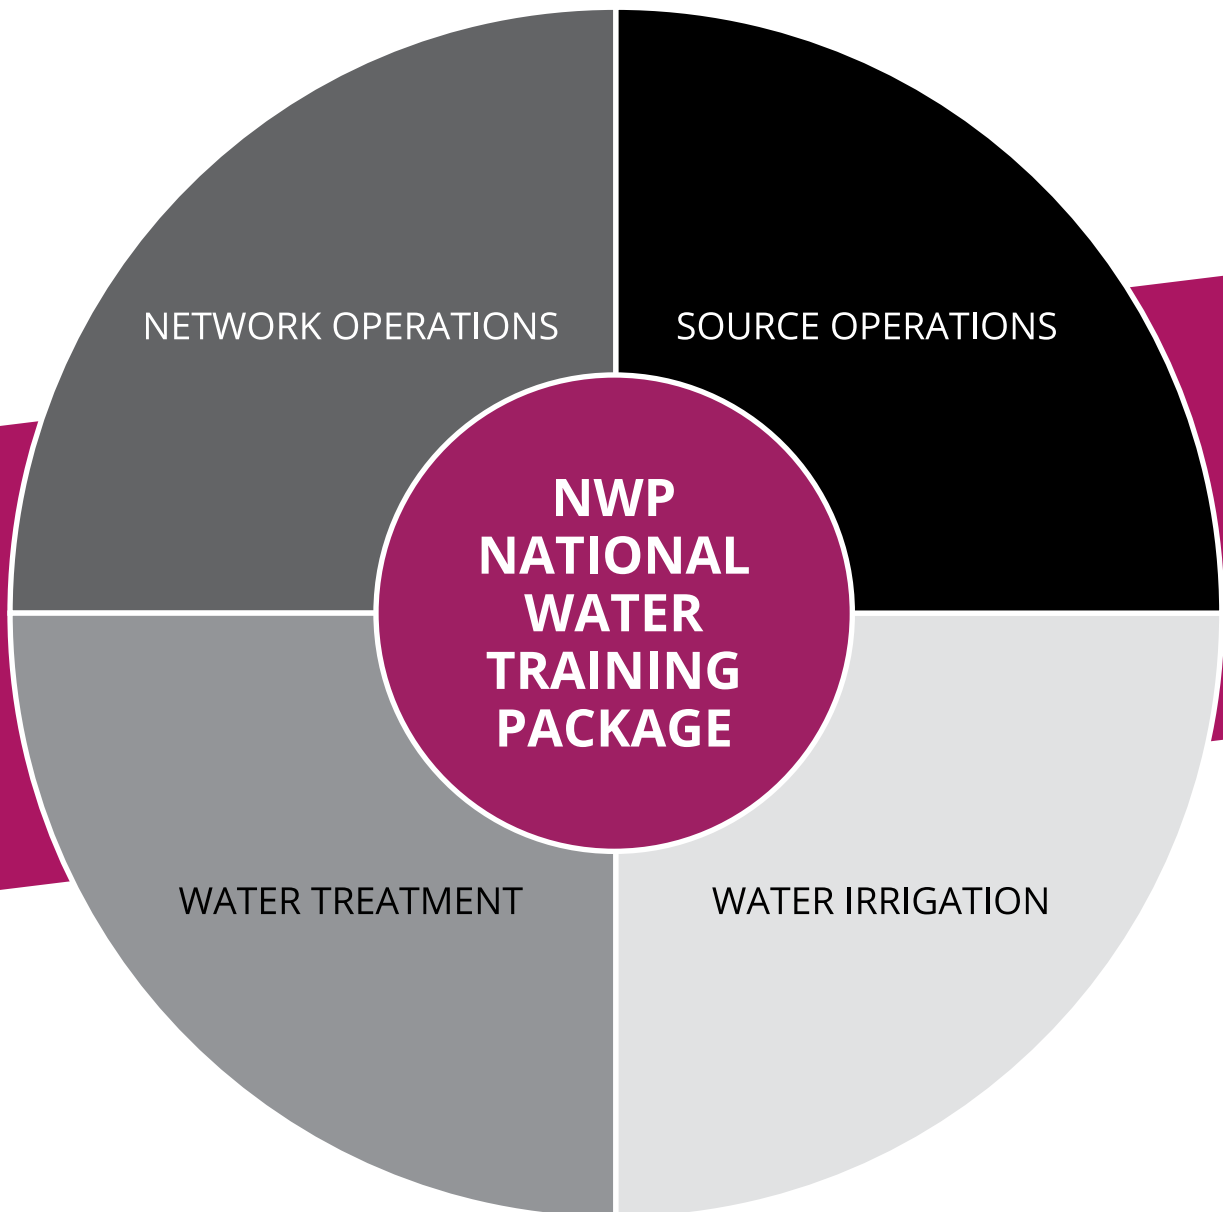 NETWORK OPERATIONS
SOURCE OPERATIONS
NWP
NATIONAL
WATER
TRAINING
PACKAGE
WATER TREATMENT
WATER IRRIGATION